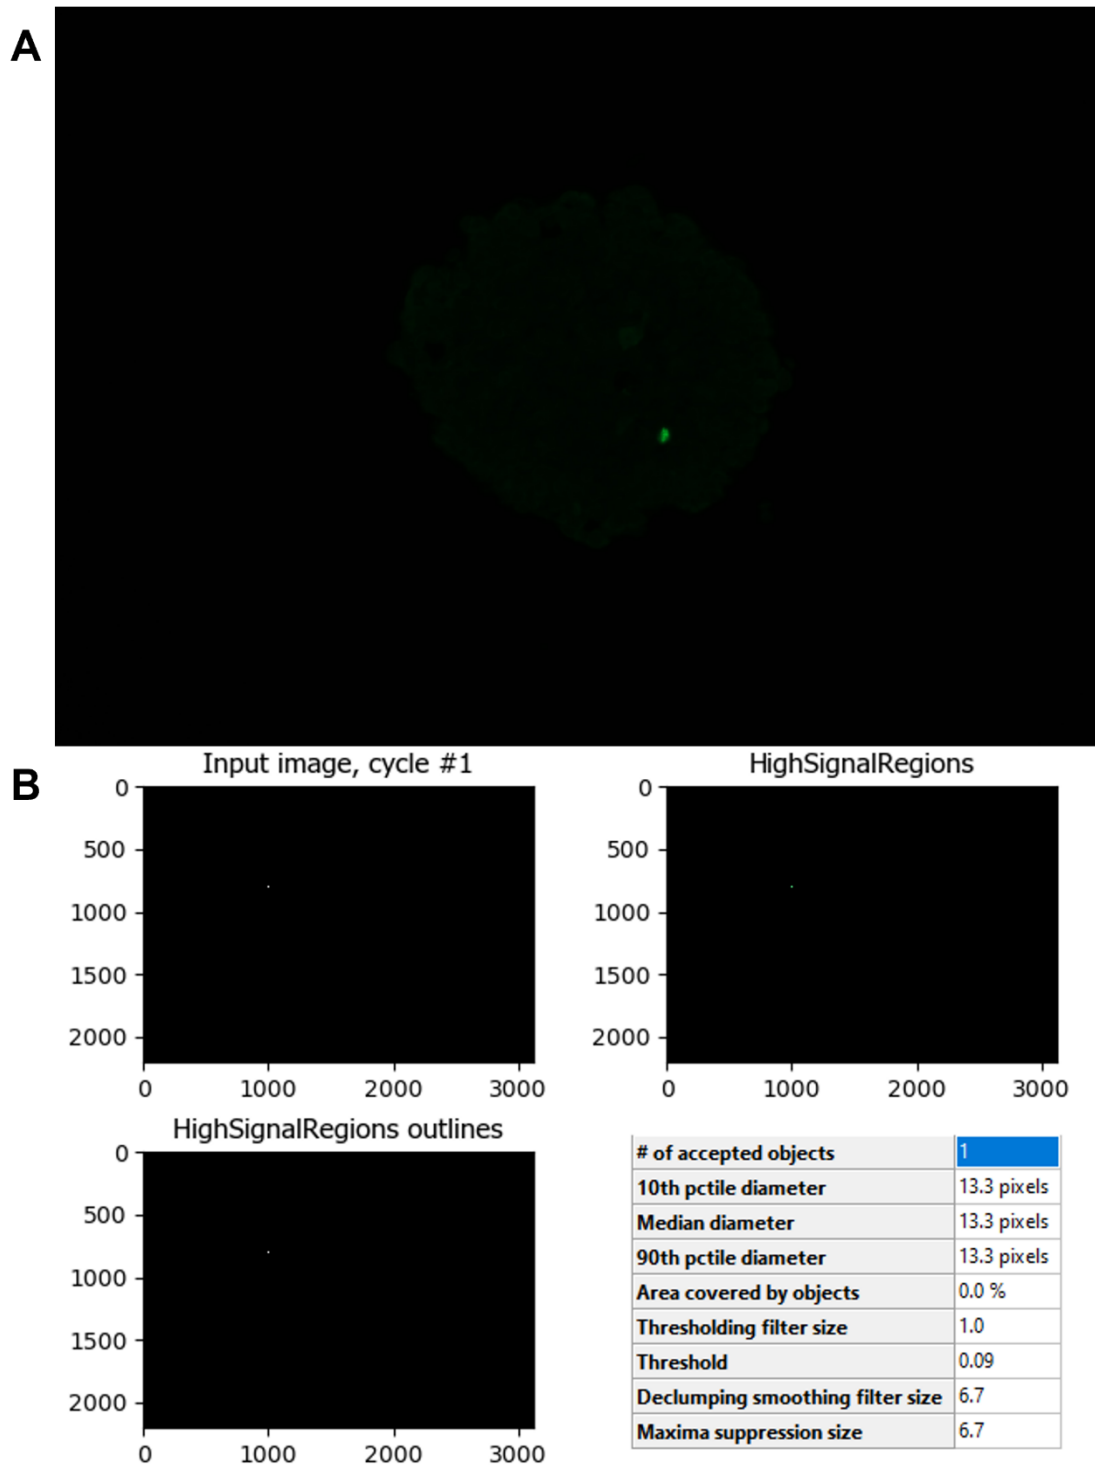 A
B
Input image, cycle #1
0
500
1000
1500
2000
0 1000 2000 3000
HighSignalRegions
0
500
1000
1500
2000
0 1000 2000 3000
HighSignalRegions outlines
0
500
1000
1500
2000
0 1000 2000 3000
# of accepted objects 1
10th pctile diameter 13.3 pixels
Median diameter 13.3 pixels
90th pctile diameter 13.3 pixels
Area covered by objects 0.0 %
Thresholding filter size 1.0
Threshold 0.09
Declumping smoothing filter size 6.7
Maxima suppression size 6.7